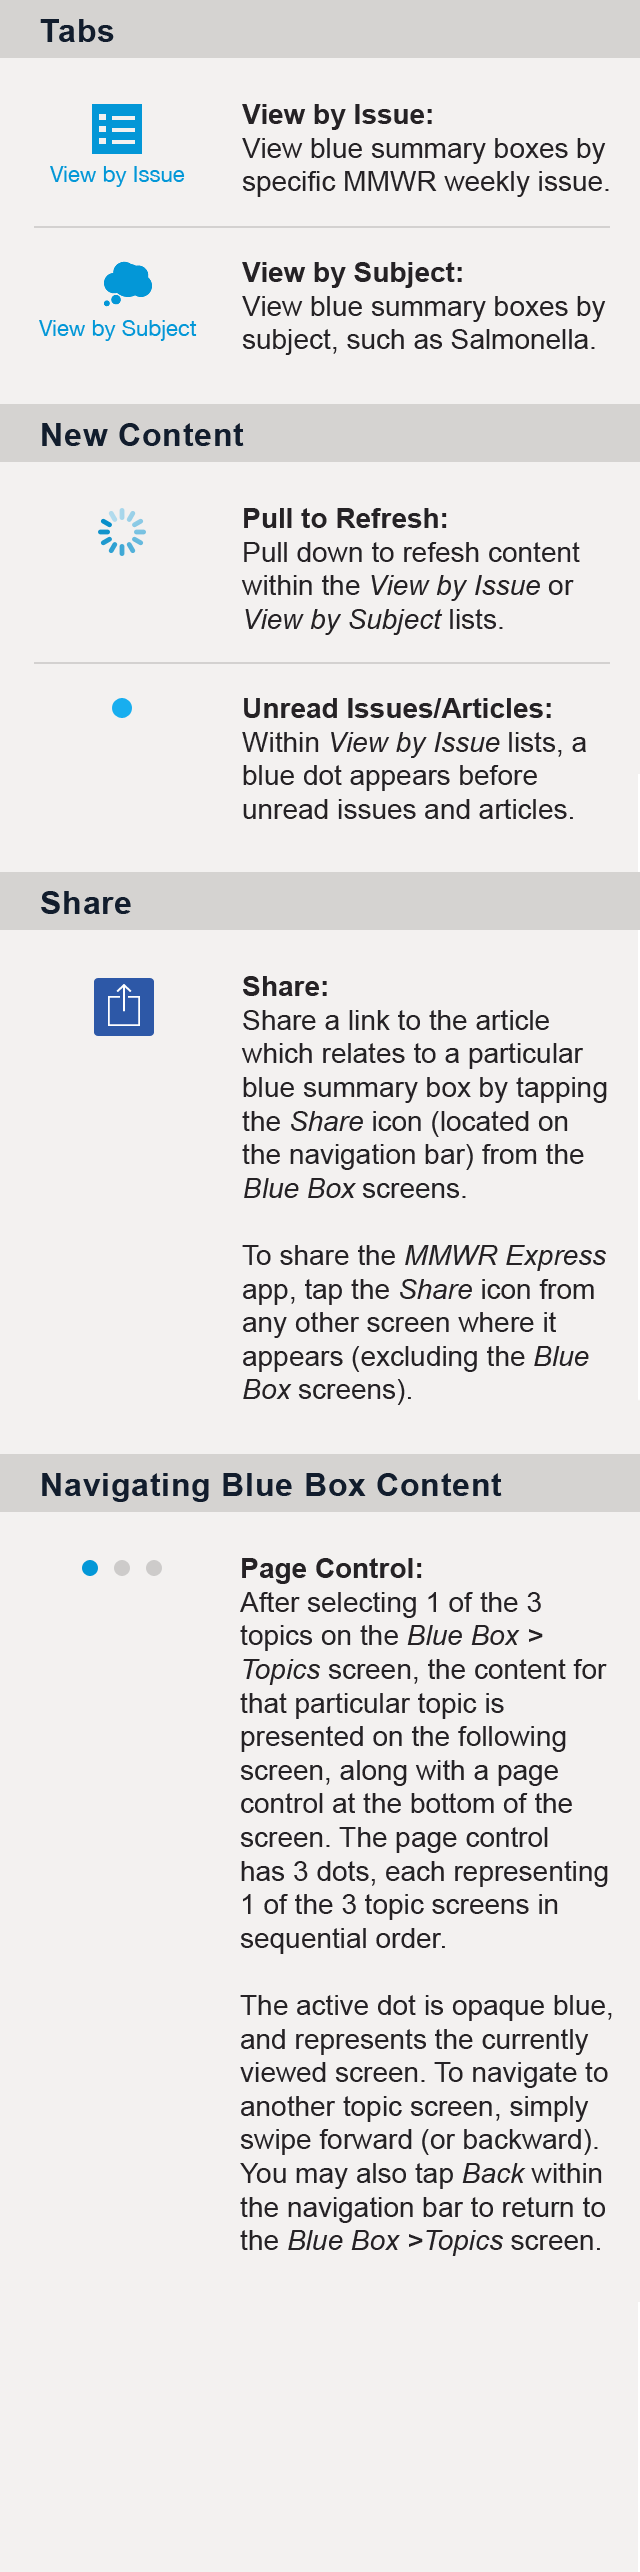 Tabs
View by Issue
View by Issue:
View blue summary boxes by
specific MMWR weekly issue.
View by Subject
View by Subject:
View blue summary boxes by
subject, such as Salmonella.
New Content
Pull to Refresh:
Pull down to refesh content
within the View by Issue or
View by Subject lists.
Unread Issues/Articles:
Within View by Issue lists, a
blue dot appears before
unread issues and articles.
Share
Share:
Share a link to the article
which relates to a particular
blue summary box by tapping
the Share icon (located on
the navigation bar) from the
Blue Box screens.
To share the MMWR Express
app, tap the Share icon from
any other screen where it
appears (excluding the Blue
Box screens).
Navigating Blue Box Content
Page Control:
After selecting 1 of the 3
topics on the Blue Box >
Topics screen, the content for
that particular topic is
presented on the following
screen, along with a page
control at the bottom of the
screen. The page control
has 3 dots, each representing
1 of the 3 topic screens in
sequential order.
The active dot is opaque blue,
and represents the currently
viewed screen. To navigate to
another topic screen, simply
swipe forward (or backward).
You may also tap Back within
the navigation bar to return to
the Blue Box >Topics screen.